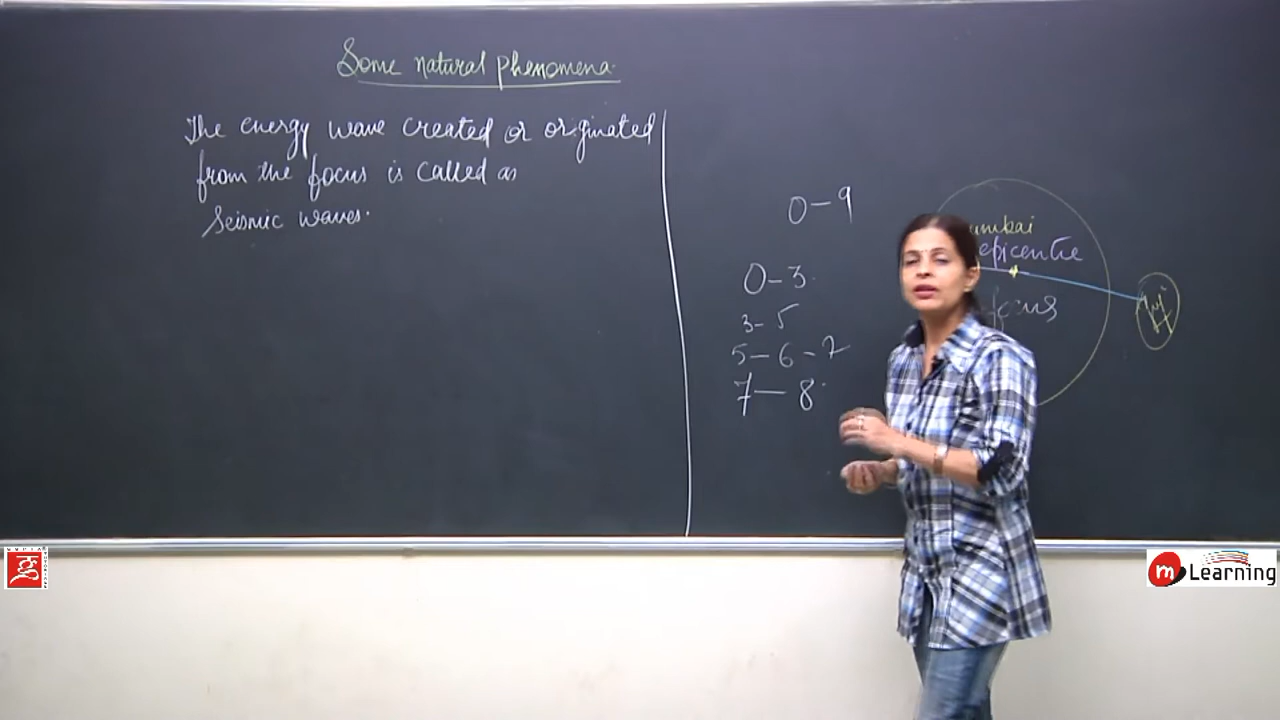 Some natural phenomena.
The energy wave created or originated
from the focus is called as
Seismic waves.
0-9
0-3.
3-5
5-6-7
7-8.
umbai
epicentre
focus
m Learning